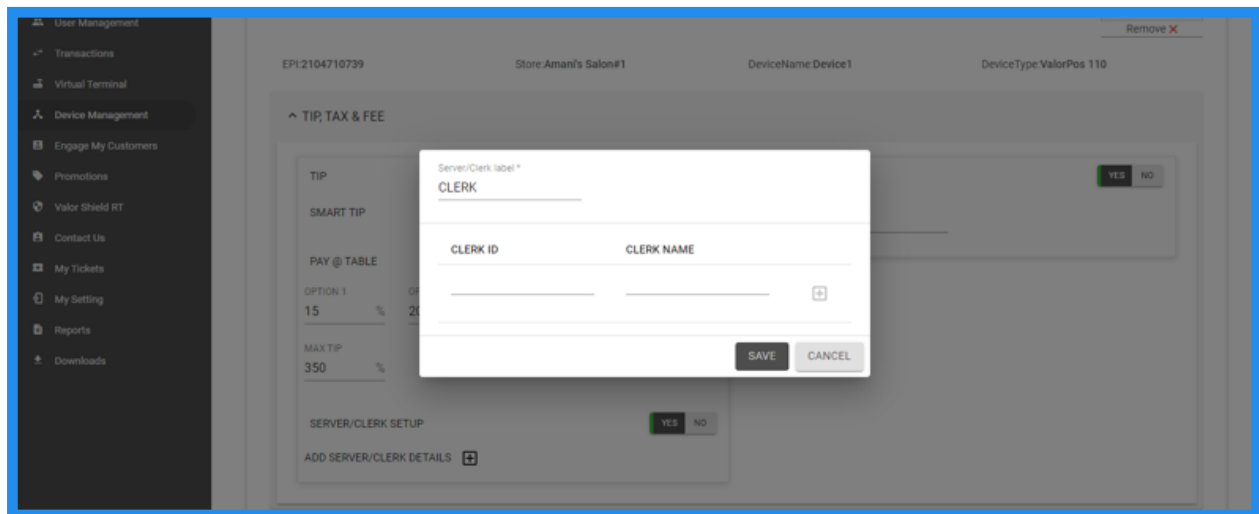 User Management
Transactions
Virtual Terminal
Device Management
Engage My Customers
Promotions
Valor Shield RT
Contact Us
My Tickets
My Setting
Reports
Downloads
Remove X
EPI:2104710739 Store:Amani's Salon#1 DeviceName:Device1 DeviceType:ValorPos 110
TIP, TAX & FEE
TIP
YES NO
SMART TIP
PAY @ TABLE
OPTION 1
15 % 20
MAX TIP
350 %
SERVER/CLERK SETUP YES NO
ADD SERVER/CLERK DETAILS
Server/Clerk label *
CLERK
CLERK ID CLERK NAME
SAVE CANCEL